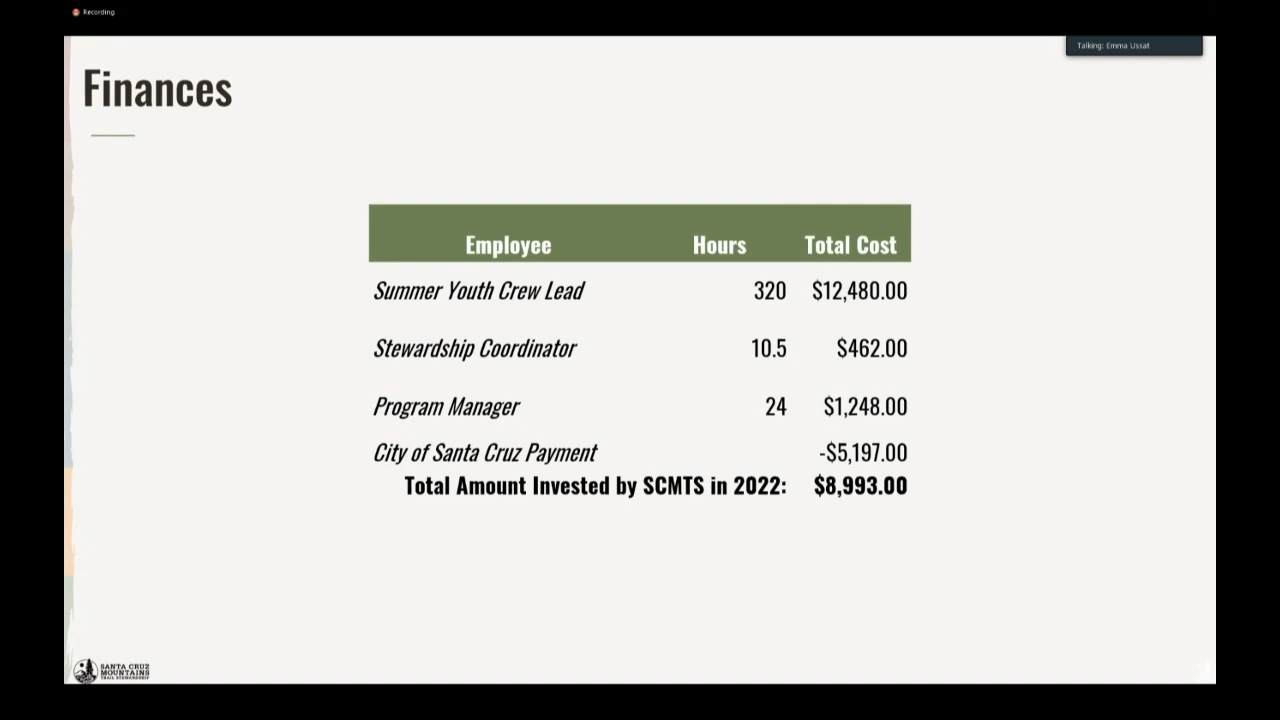 Recording
Talking: Emma Ussat
Finances
Employee Hours Total Cost
Summer Youth Crew Lead 320 $12,480.00
Stewardship Coordinator 10.5 $462.00
Program Manager 24 $1,248.00
City of Santa Cruz Payment -$5,197.00
Total Amount Invested by SCMTS in 2022: $8,993.00
SANTA CRUZ
MOUNTAINS
TRAIL STEWARDSHIP